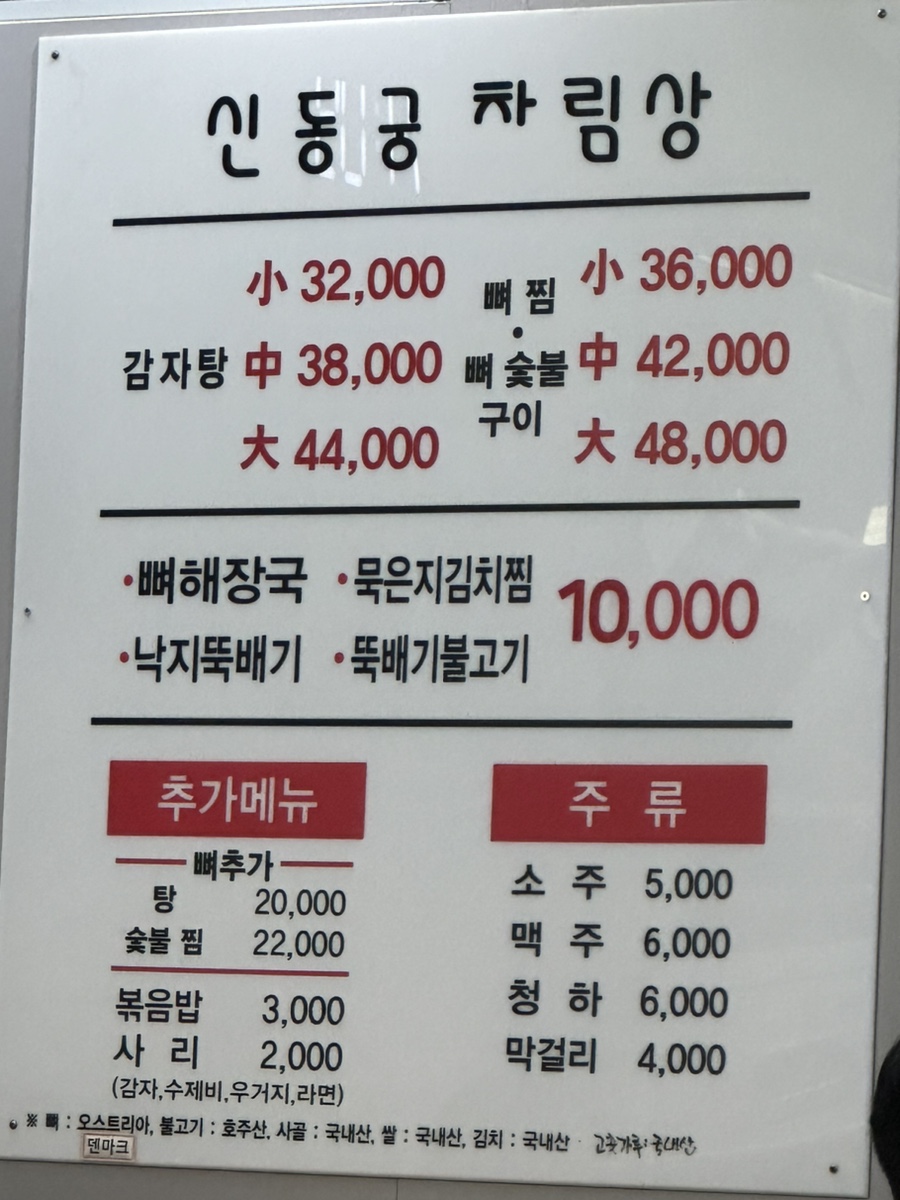 신동궁 차림상
감자탕
小 32,000
中 38,000
大 44,000
뼈찜
·
뼈 숯불
구이
小 36,000
中 42,000
大 48,000
·뼈해장국 ·묵은지김치찜
·낙지뚝배기 ·뚝배기불고기
10,000
추가메뉴
뼈추가
탕 20,000
숯불 찜 22,000
볶음밥 3,000
사 리 2,000
(감자,수제비,우거지,라면)
주 류
소 주 5,000
맥 주 6,000
청 하 6,000
막걸리 4,000
※ 뼈 : 오스트리아, 불고기 : 호주산, 사골 : 국내산, 쌀 : 국내산, 김치 : 국내산 · 고춧가루:국내산
덴마크